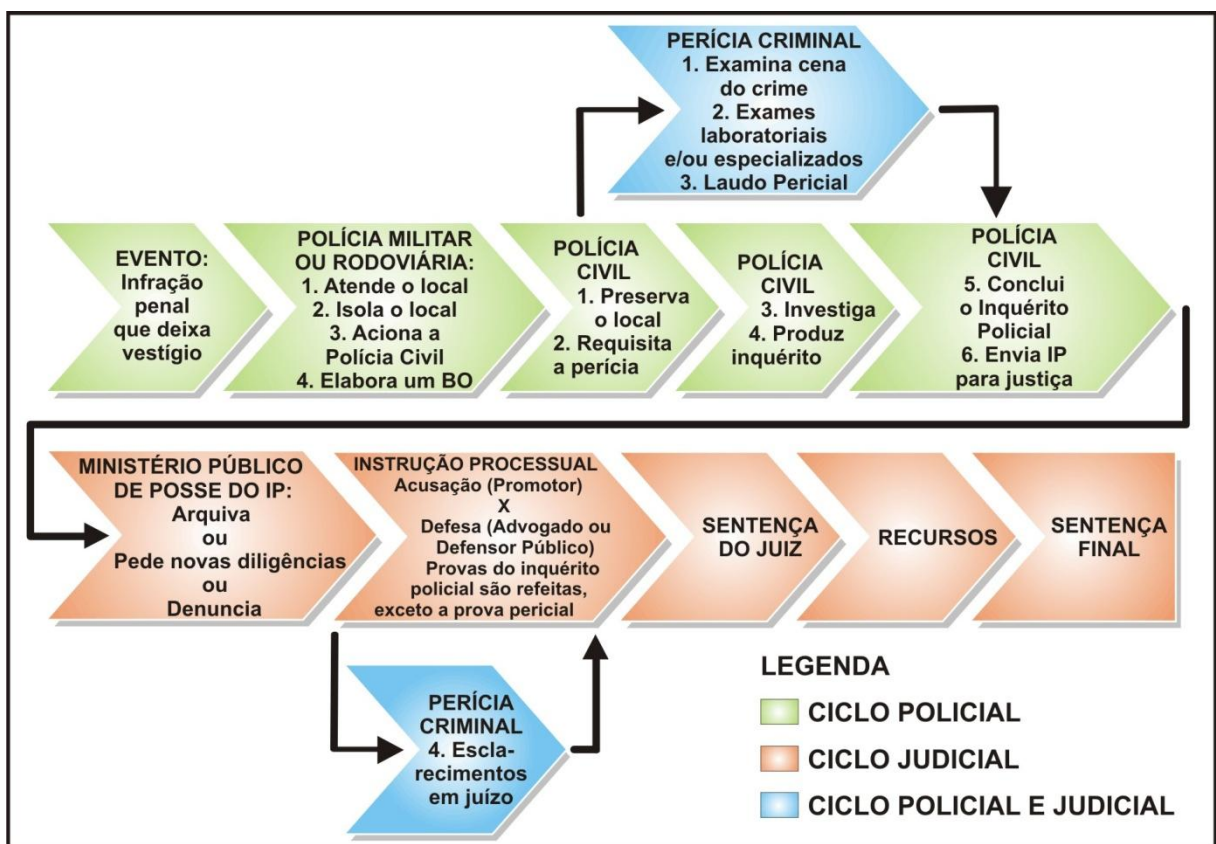 PERÍCIA CRIMINAL
1. Examina cena
do crime
2. Exames
laboratoriais
e/ou especializados
3. Laudo Pericial
EVENTO:
Infração
penal
que deixa
vestígio
POLÍCIA MILITAR
OU RODOVIÁRIA:
1. Atende o local
2. Isola o local
3. Aciona a
Polícia Civil
4. Elabora um BO
POLÍCIA
CIVIL
1. Preserva
o local
2. Requisita
a perícia
POLÍCIA
CIVIL
3. Investiga
4. Produz
inquérito
POLÍCIA
CIVIL
5. Conclui
o Inquérito
Policial
6. Envia IP
para justiça
MINISTÉRIO PÚBLICO
DE POSSE DO IP:
Arquiva
ou
Pede novas diligências
ou
Denuncia
INSTRUÇÃO PROCESSUAL
Acusação (Promotor)
X
Defesa (Advogado ou
Defensor Público)
Provas do inquérito
policial são refeitas,
exceto a prova pericial
SENTENÇA
DO JUIZ
RECURSOS
SENTENÇA
FINAL
PERÍCIA
CRIMINAL
4. Escla-
recimentos
em juízo
LEGENDA
CICLO POLICIAL
CICLO JUDICIAL
CICLO POLICIAL E JUDICIAL